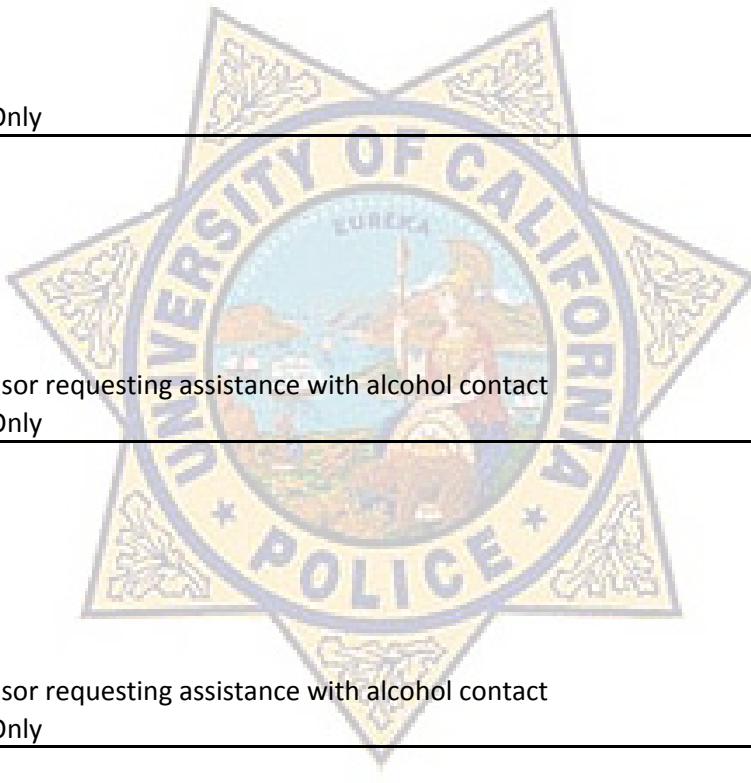 Only
UNIVERSITY OF CALIFORNIA
EUREKA
sor requesting assistance with alcohol contact
Only
POLICE
sor requesting assistance with alcohol contact
Only